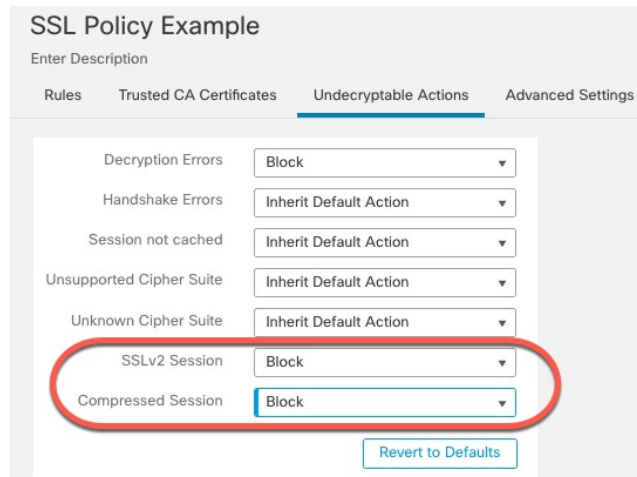 SSL Policy Example
Enter Description
Rules Trusted CA Certificates Undecryptable Actions Advanced Settings
Decryption Errors Block
Handshake Errors Inherit Default Action
Session not cached Inherit Default Action
Unsupported Cipher Suite Inherit Default Action
Unknown Cipher Suite Inherit Default Action
SSLv2 Session Block
Compressed Session Block
Revert to Defaults